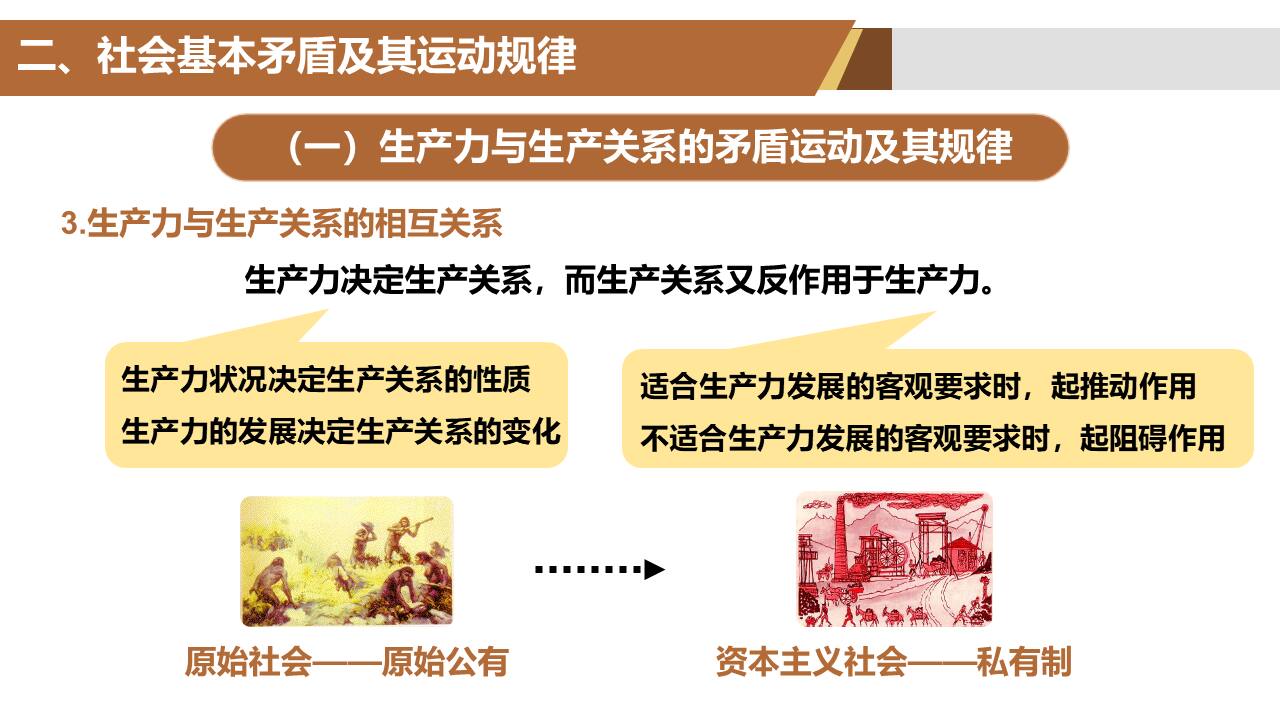 二、社会基本矛盾及其运动规律
（一）生产力与生产关系的矛盾运动及其规律
3.生产力与生产关系的相互关系
生产力决定生产关系，而生产关系又反作用于生产力。
生产力状况决定生产关系的性质
生产力的发展决定生产关系的变化
适合生产力发展的客观要求时，起推动作用
不适合生产力发展的客观要求时，起阻碍作用
原始社会——原始公有
资本主义社会——私有制